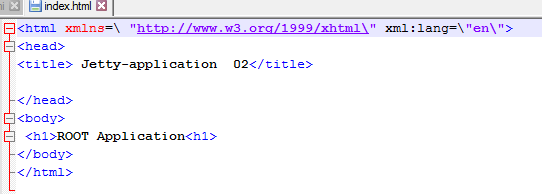 ni index.html
<html xmlns=\ "http://www.w3.org/1999/xhtml\" xml:lang=\"en\">
<head>
<title> Jetty-application  02</title>
</head>
<body>
<h1>ROOT Application<h1>
</body>
</html>